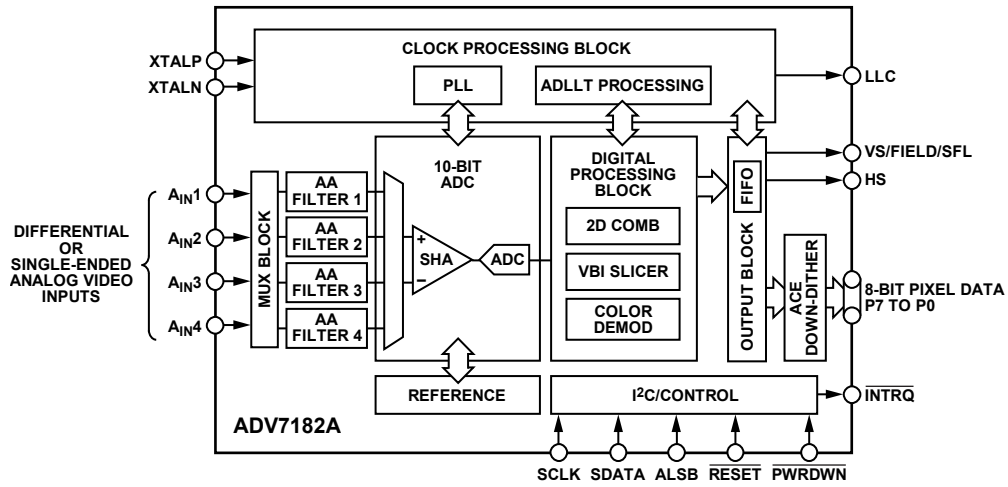 CLOCK PROCESSING BLOCK
XTALP
XTALN
PLL
ADLLT PROCESSING
LLC
10-BIT
ADC
DIGITAL
PROCESSING
BLOCK
2D COMB
VBI SLICER
COLOR
DEMOD
FIFO
OUTPUT BLOCK
VS/FIELD/SFL
HS
DIFFERENTIAL
OR
SINGLE-ENDED
ANALOG VIDEO
INPUTS
AIN1
AIN2
AIN3
AIN4
MUX BLOCK
AA
FILTER 1
AA
FILTER 2
AA
FILTER 3
AA
FILTER 4
+
SHA
–
ADC
ACE
DOWN-DITHER
8-BIT PIXEL DATA
P7 TO P0
REFERENCE
I²C/CONTROL
INTRQ
ADV7182A
SCLK
SDATA
ALSB
RESET
PWRDWN